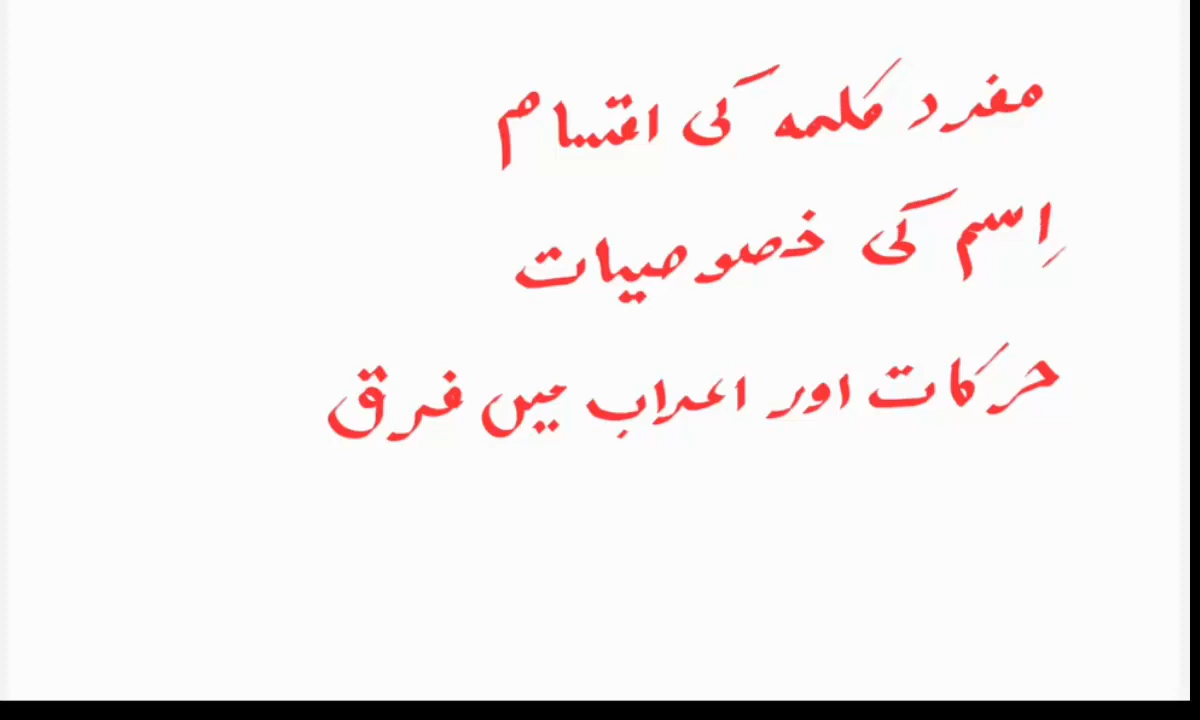 مفرد کلمہ کی اقسام
اِسم کی خصوصیات
حرکات اور اعراب میں فرق